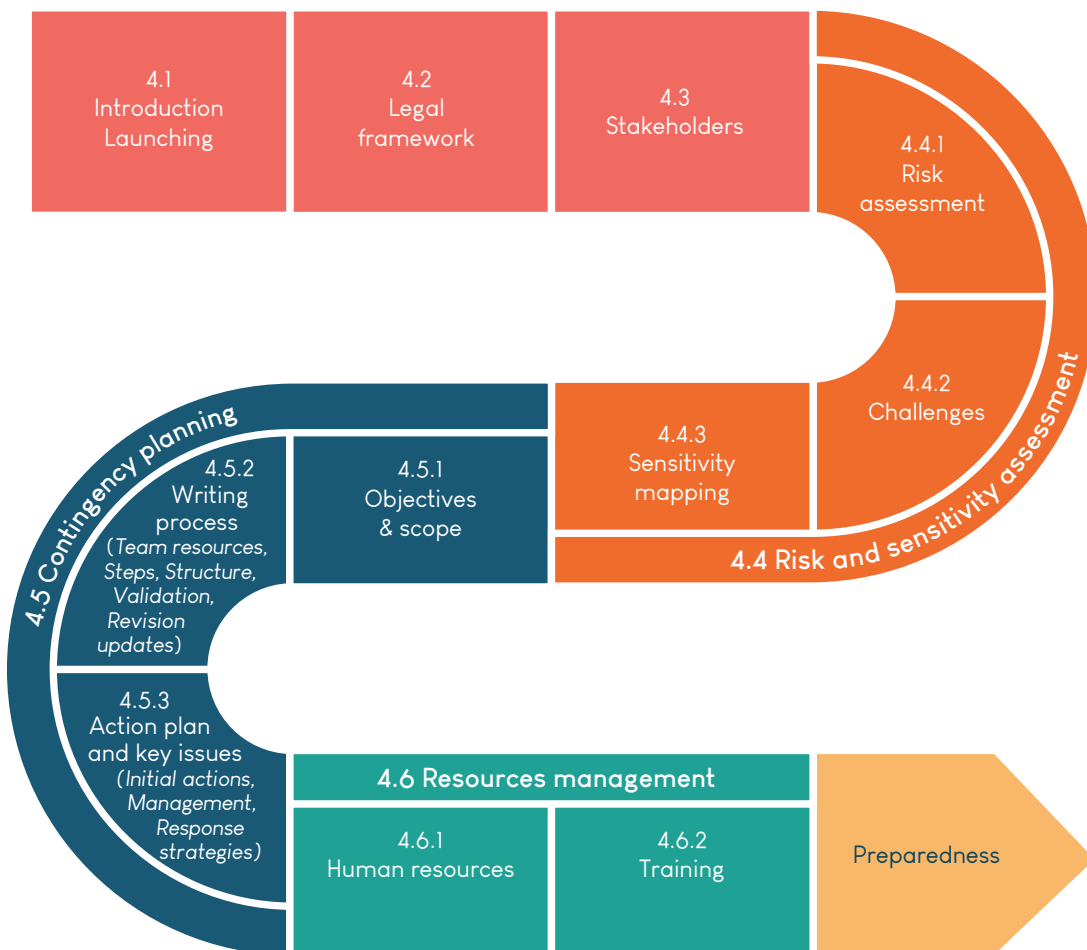 4.1
Introduction
Launching
4.2
Legal
framework
4.3
Stakeholders
4.4.1
Risk
assessment
4.4.2
Challenges
4.4.3
Sensitivity
mapping
4.4 Risk and sensitivity assessment
4.5 Contingency planning
4.5.1
Objectives
& scope
4.5.2
Writing
process
(Team resources,
Steps, Structure,
Validation,
Revision
updates)
4.5.3
Action plan
and key issues
(Initial actions,
Management,
Response
strategies)
4.6 Resources management
4.6.1
Human resources
4.6.2
Training
Preparedness